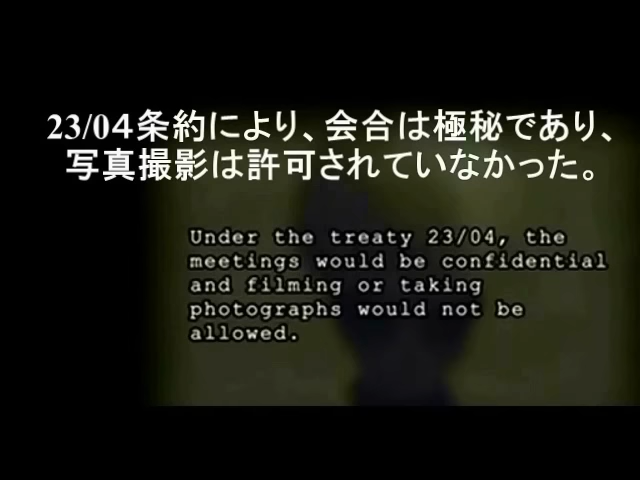 23/04条約により、会合は極秘であり、
写真撮影は許可されていなかった。
Under the treaty 23/04, the
meetings would be confidential
and filming or taking
photographs would not be
allowed.